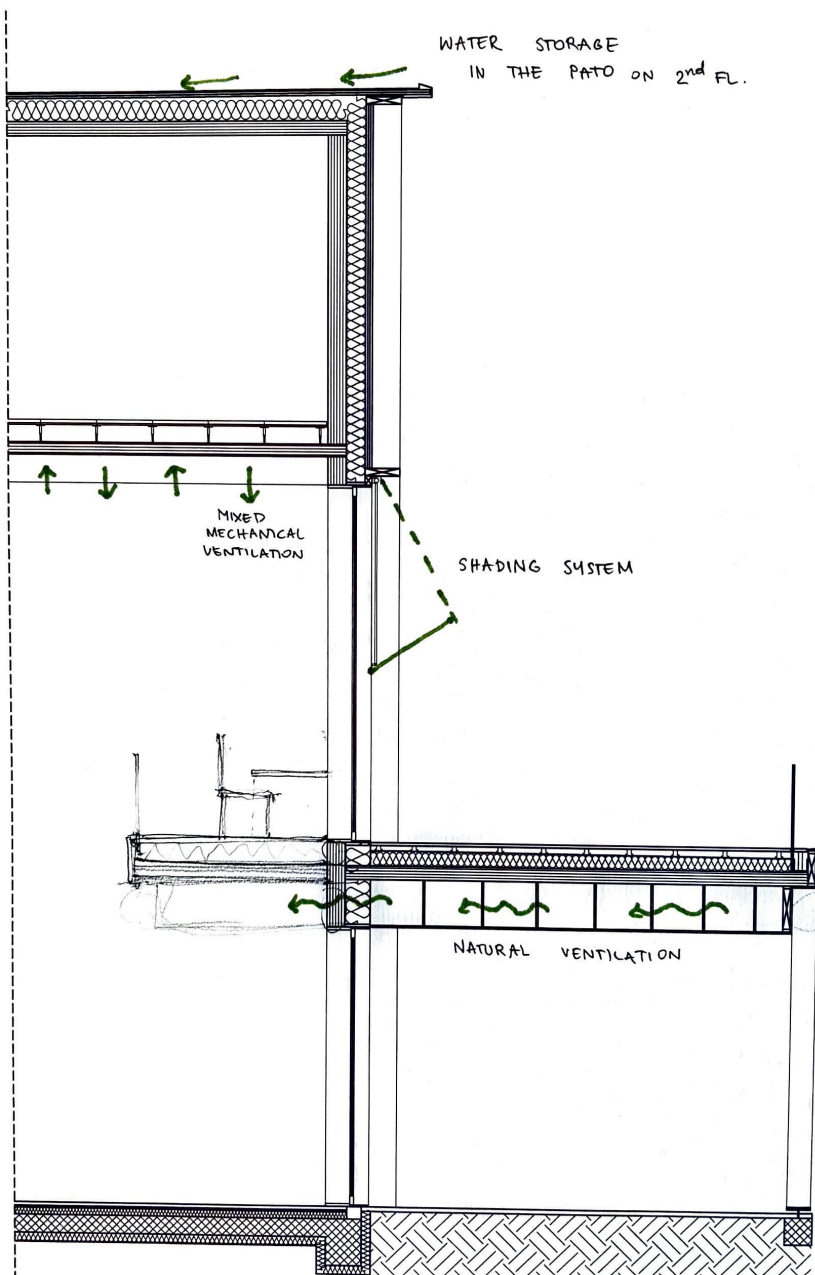 WATER STORAGE
IN THE PATO ON 2nd FL.
MIXED
MECHANICAL
VENTILATION
SHADING SYSTEM
NATURAL VENTILATION